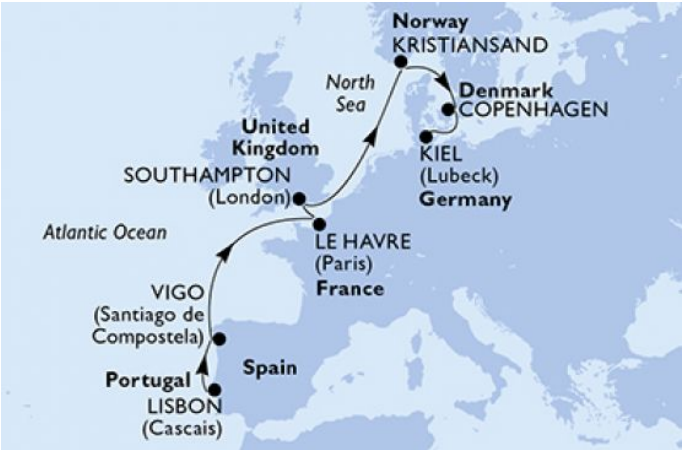 Norway
KRISTIANSAND
North
Sea
Denmark
COPENHAGEN
United
Kingdom
KIEL
(Lubeck)
Germany
SOUTHAMPTON
(London)
Atlantic Ocean
LE HAVRE
(Paris)
France
VIGO
(Santiago de
Compostela)
Spain
Portugal
LISBON
(Cascais)